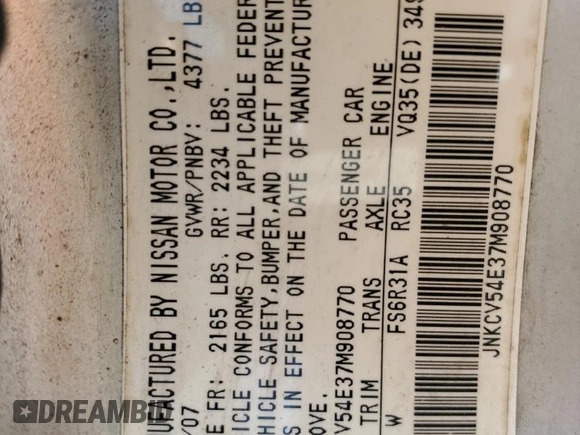 UFACTURED BY NISSAN MOTOR CO.,LTD.
/07 GVWR/PNBV: 4377 LB
E FR: 2165 LBS. RR: 2234 LBS.
ICLE CONFORMS TO ALL APPLICABLE FEDER
HICLE SAFETY,BUMPER,AND THEFT PREVENT
S IN EFFECT ON THE DATE OF MANUFACTUR
OVE.
V54E37M908770 PASSENGER CAR
TRIM TRANS AXLE ENGINE
W FS6R31A RC35 VQ35(DE) 349
JNKCV54E37M908770
DREAMBID